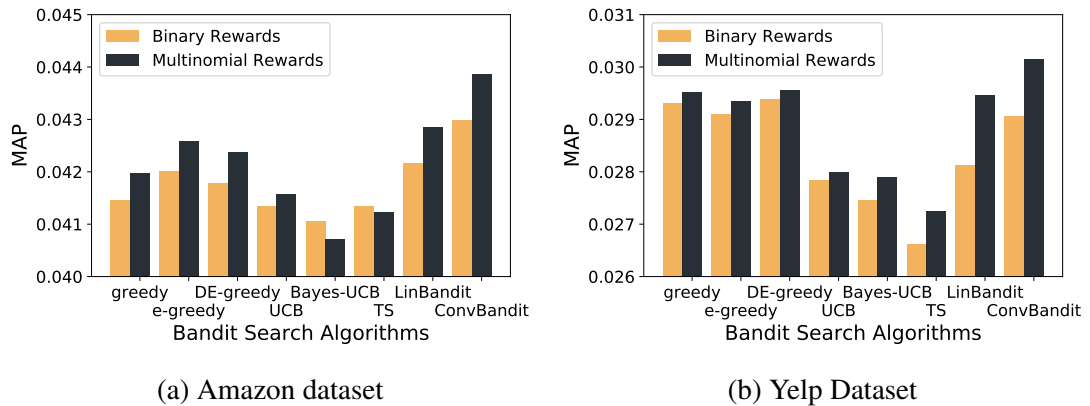 0.045
0.044
0.043
0.042
0.041
0.040
MAP
Binary Rewards
Multinomial Rewards
greedy DE-greedy Bayes-UCB LinBandit
e-greedy UCB TS ConvBandit
Bandit Search Algorithms
(a) Amazon dataset
0.031
0.030
0.029
0.028
0.027
0.026
MAP
Binary Rewards
Multinomial Rewards
greedy DE-greedy Bayes-UCB LinBandit
e-greedy UCB TS ConvBandit
Bandit Search Algorithms
(b) Yelp Dataset